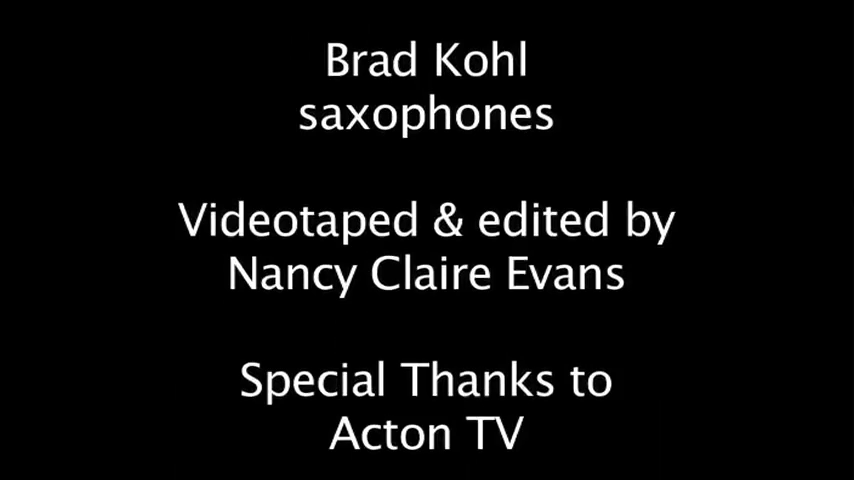 Brad Kohl
saxophones
Videotaped & edited by
Nancy Claire Evans
Special Thanks to
Acton TV